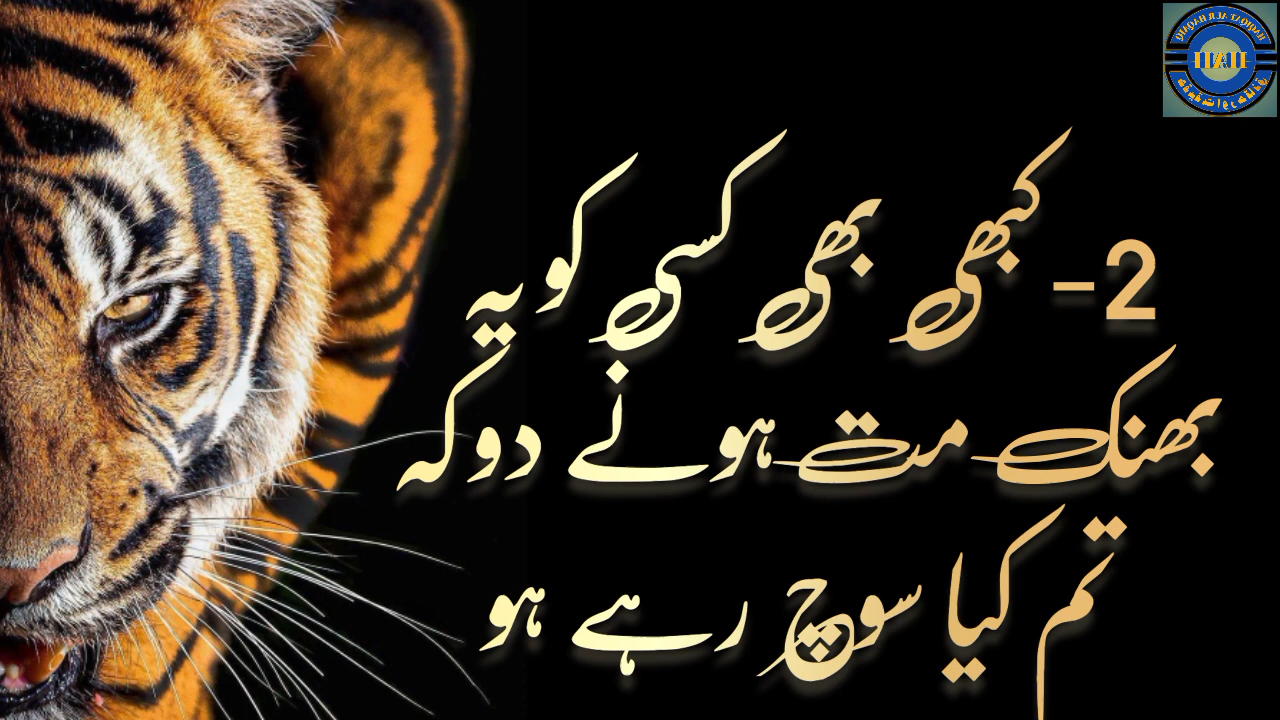 2- کبھی بھی کسی کو یہ
بھنک مت ہونے دو کہ
تم کیا سوچ رہے ہو